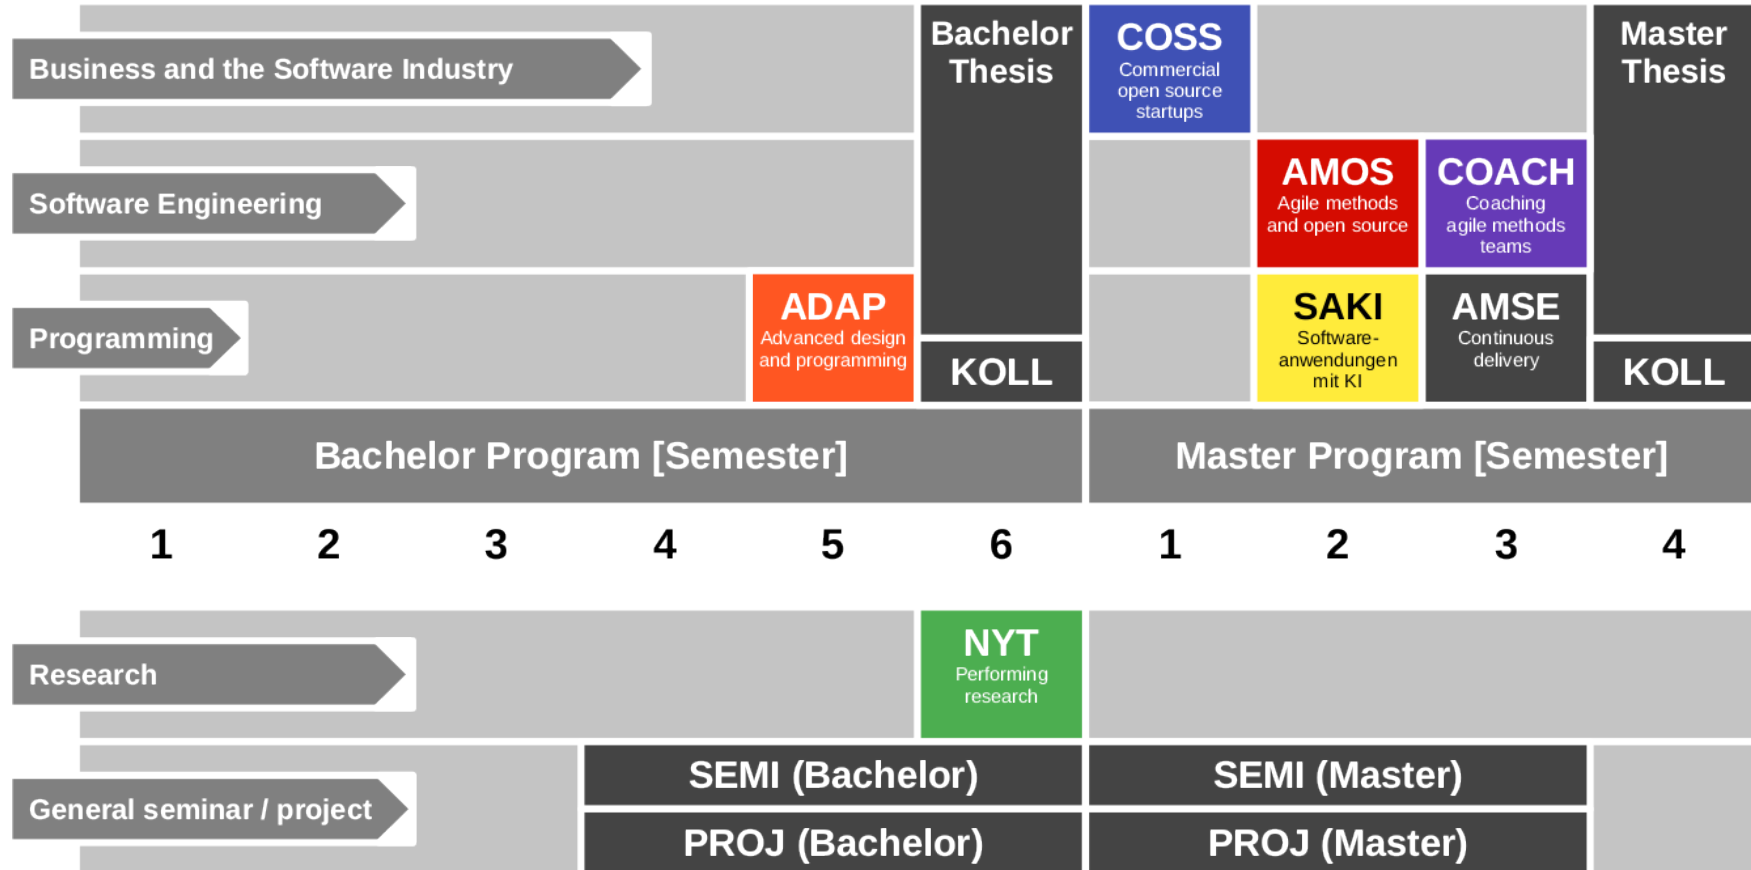 Business and the Software Industry
Bachelor
Thesis
COSS
Commercial
open source
startups
Master
Thesis
Software Engineering
AMOS
Agile methods
and open source
COACH
Coaching
agile methods
teams
Programming
ADAP
Advanced design
and programming
KOLL
SAKI
Software-
anwendungen
mit KI
AMSE
Continuous
delivery
KOLL
Bachelor Program [Semester]
Master Program [Semester]
1 2 3 4 5 6 1 2 3 4
Research
NYT
Performing
research
General seminar / project
SEMI (Bachelor)
SEMI (Master)
PROJ (Bachelor)
PROJ (Master)